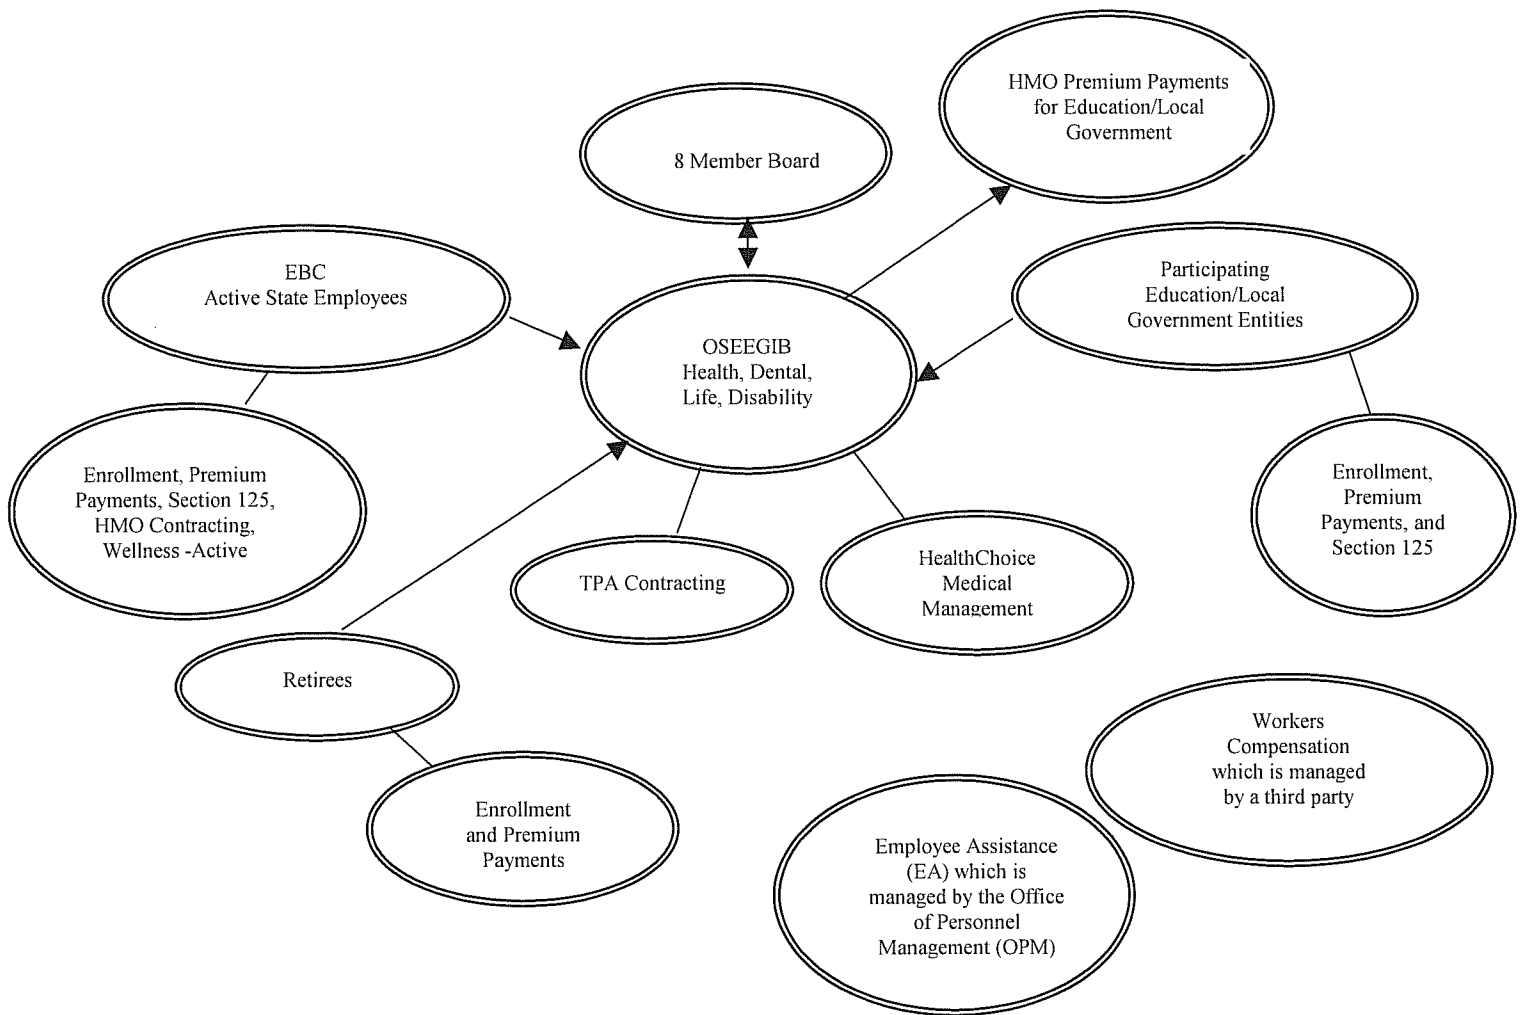 HMO Premium Payments
for Education/Local
Government
8 Member Board
EBC
Active State Employees
Participating
Education/Local
Government Entities
OSEEGIB
Health, Dental,
Life, Disability
Enrollment, Premium
Payments, Section 125,
HMO Contracting,
Wellness -Active
Enrollment,
Premium
Payments, and
Section 125
TPA Contracting
HealthChoice
Medical
Management
Retirees
Workers
Compensation
which is managed
by a third party
Enrollment
and Premium
Payments
Employee Assistance
(EA) which is
managed by the Office
of Personnel
Management (OPM)